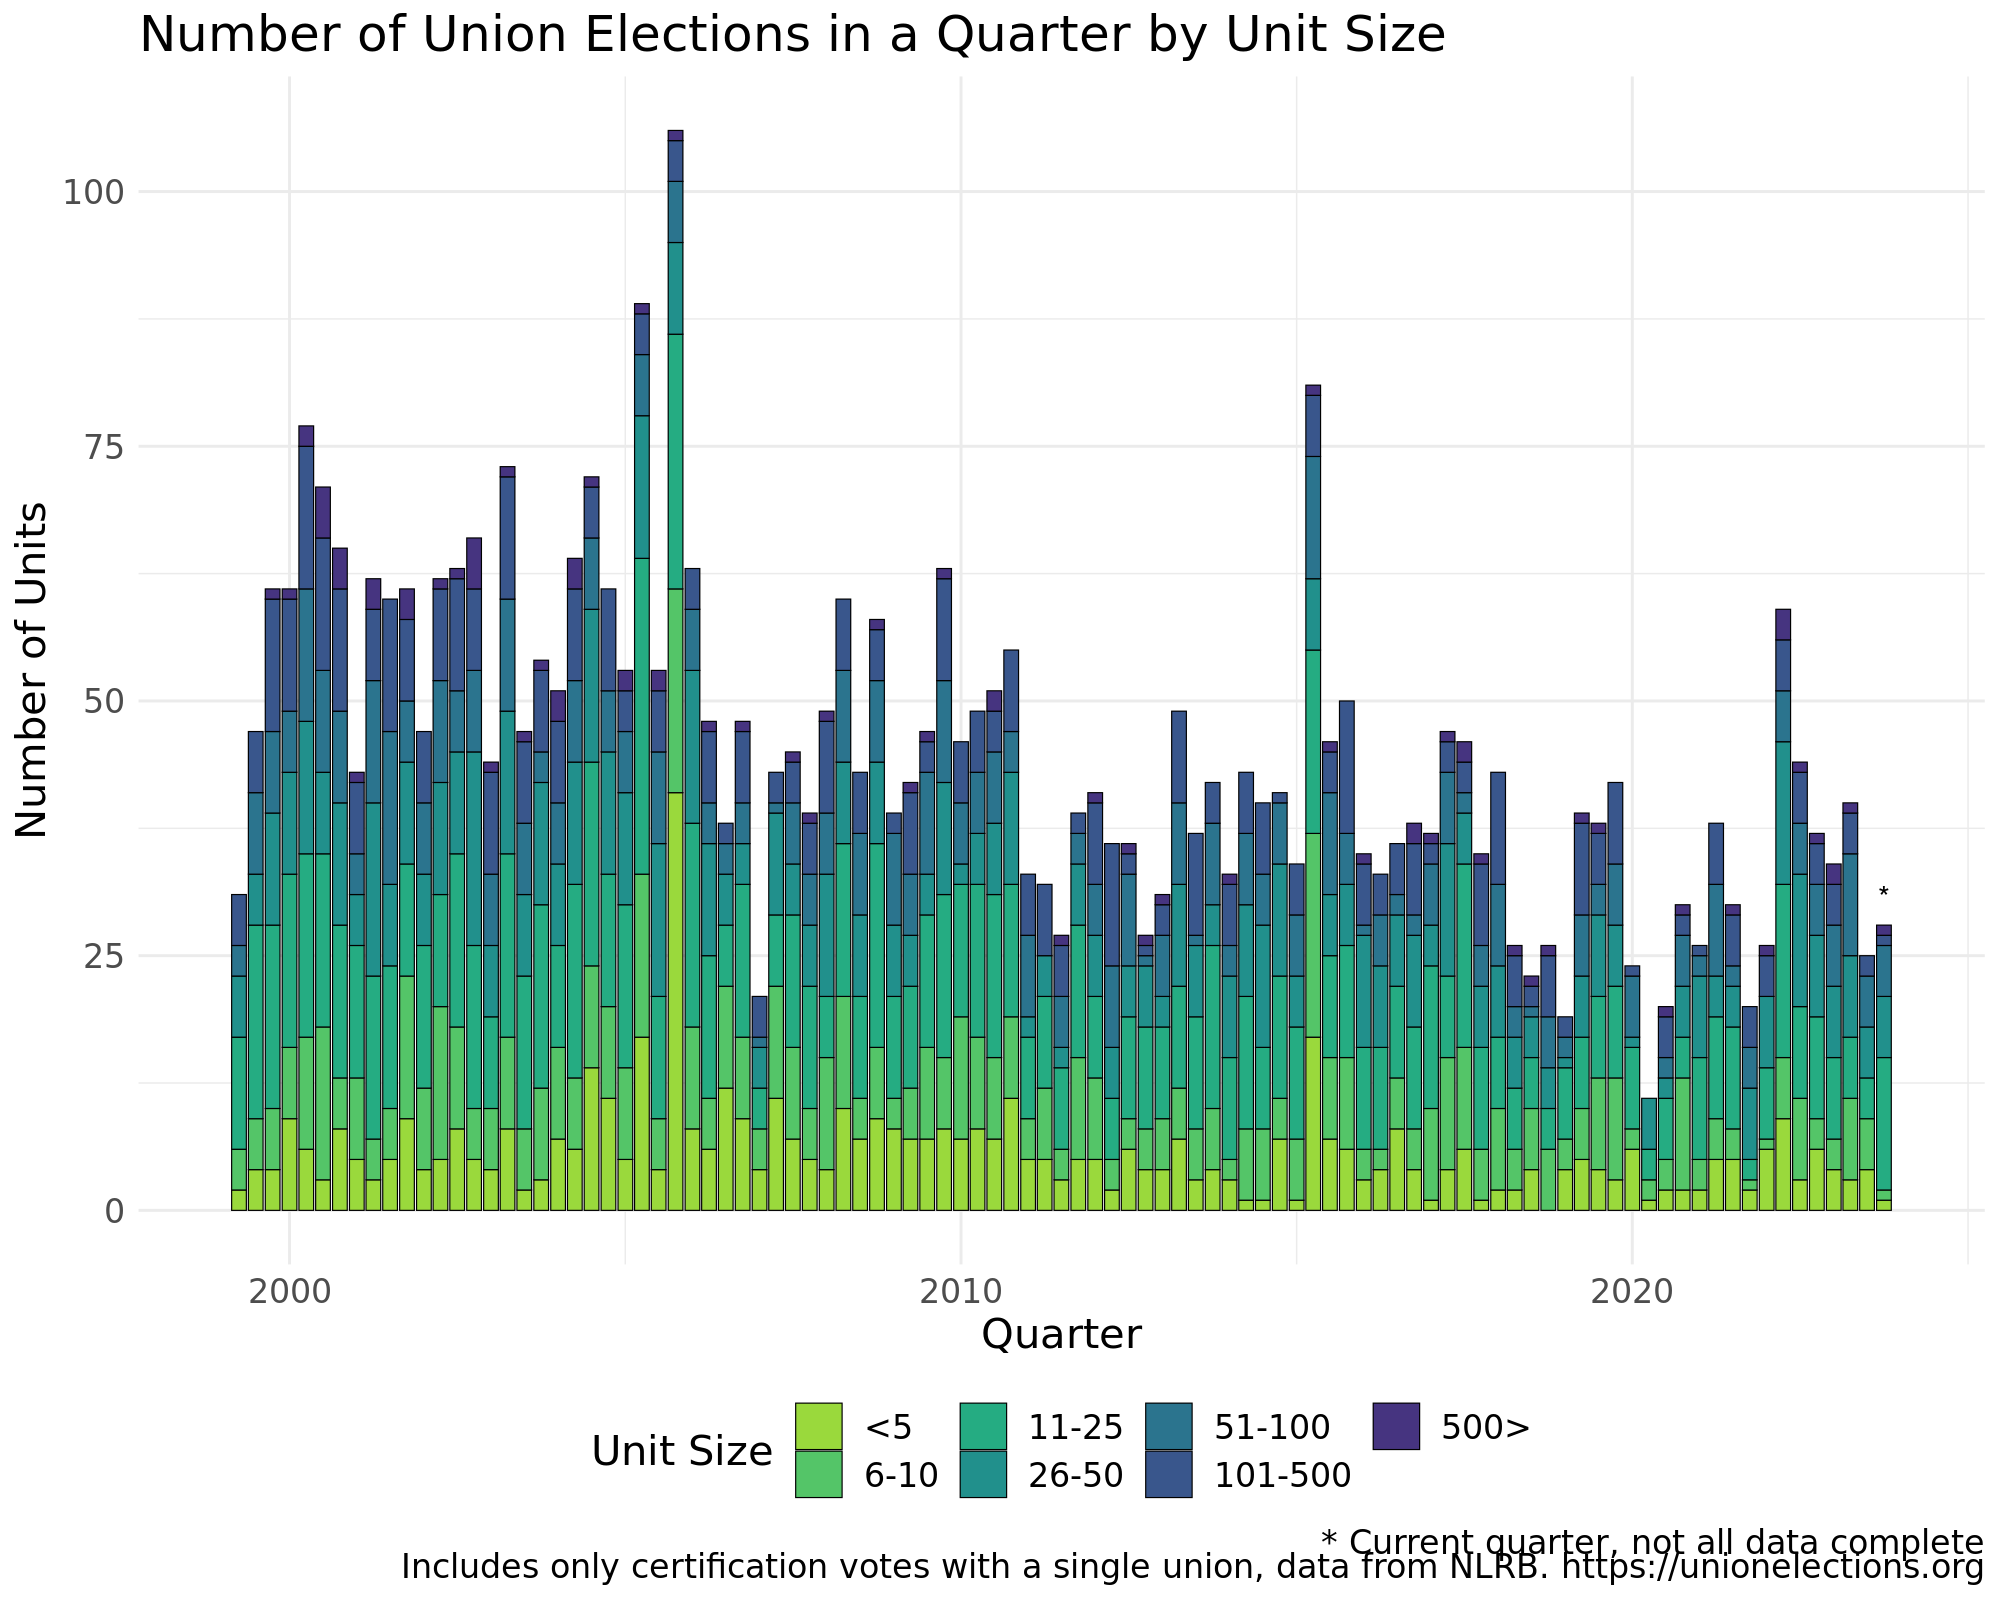 Number of Union Elections in a Quarter by Unit Size
Number of Units
100
75
50
25
0
*
2000 2010 2020
Quarter
Unit Size
<5 11-25 51-100 500>
6-10 26-50 101-500
* Current quarter, not all data complete
Includes only certification votes with a single union, data from NLRB. https://unionelections.org